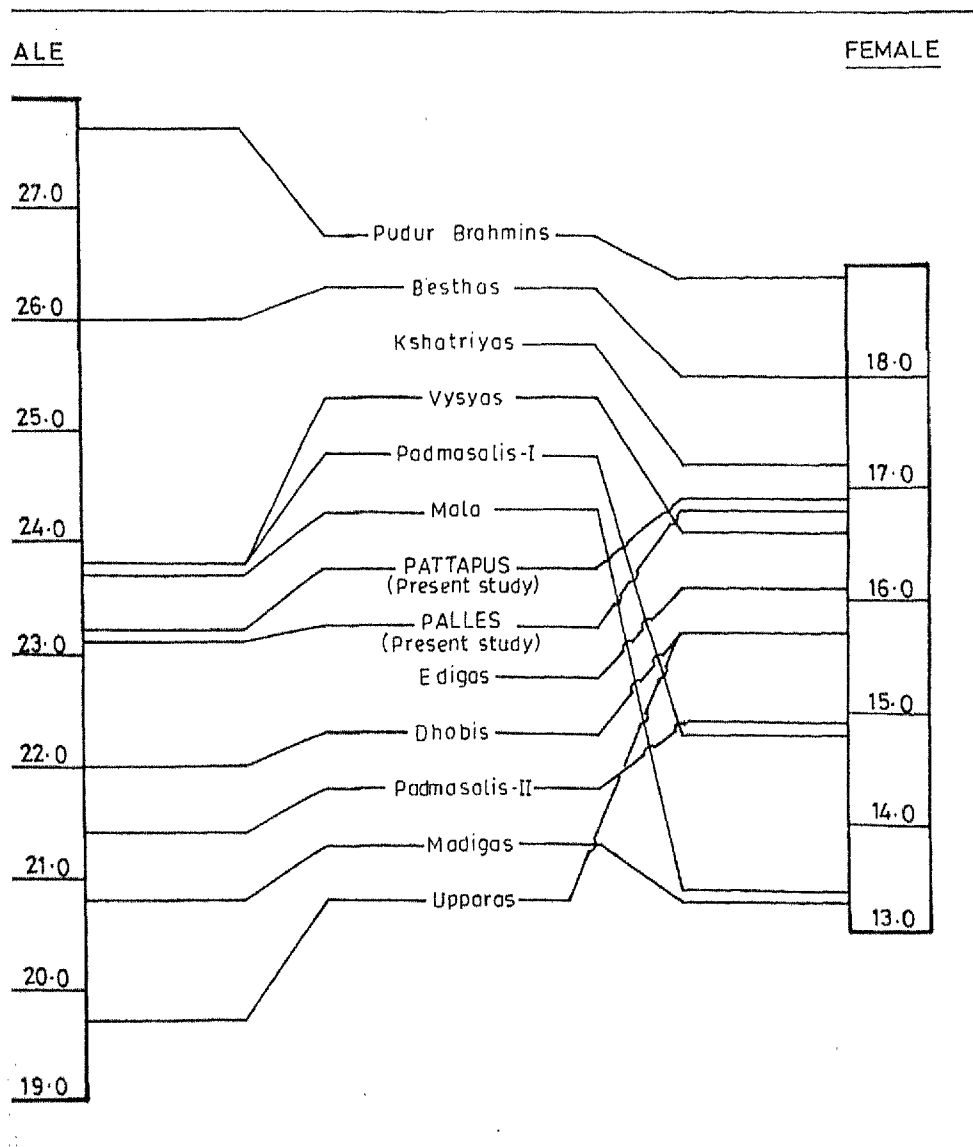 ALE
FEMALE
27.0
26.0
25.0
24.0
23.0
22.0
21.0
20.0
19.0
Pudur Brahmins
Besthas
Kshatriyas
Vysyas
Padmasalis-I
Mala
PATTAPUS
(Present study)
PALLES
(Present study)
Edigas
Dhobis
Padmasalis-II
Madigas
Upparas
18.0
17.0
16.0
15.0
14.0
13.0